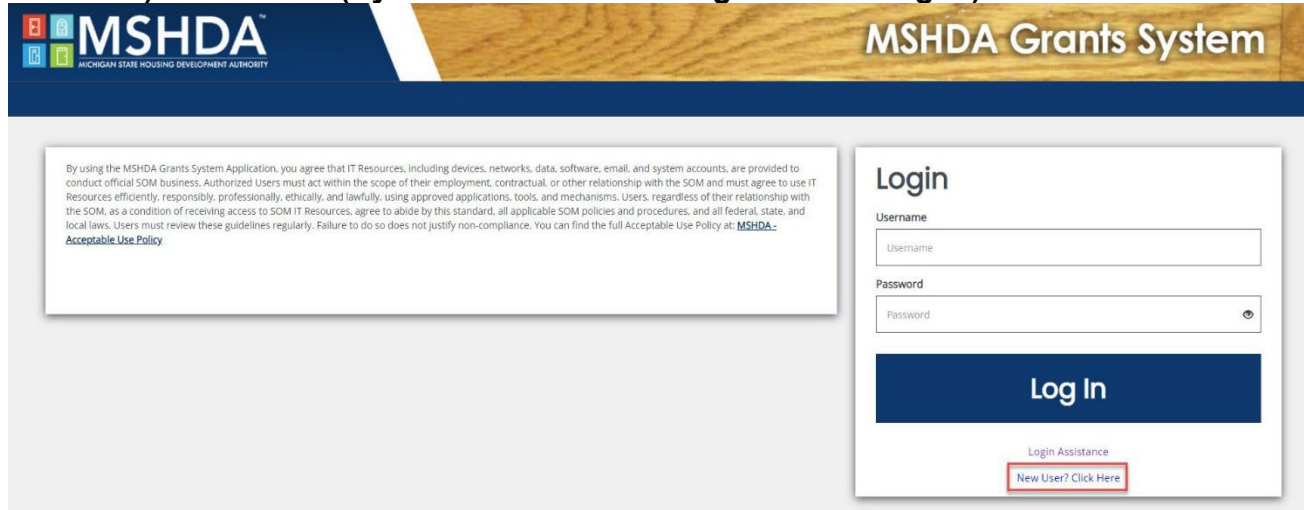 MSHDA™
MICHIGAN STATE HOUSING DEVELOPMENT AUTHORITY
MSHDA Grants System
By using the MSHDA Grants System Application, you agree that IT Resources, including devices, networks, data, software, email, and system accounts, are provided to
conduct official SOM business. Authorized Users must act within the scope of their employment, contractual, or other relationship with the SOM and must agree to use IT
Resources efficiently, responsibly, professionally, ethically, and lawfully, using approved applications, tools, and mechanisms. Users, regardless of their relationship with
the SOM, as a condition of receiving access to SOM IT Resources, agree to abide by this standard, all applicable SOM policies and procedures, and all federal, state, and
local laws. Users must review these guidelines regularly. Failure to do so does not justify non-compliance. You can find the full Acceptable Use Policy at: MSHDA -
Acceptable Use Policy
Login
Username
Username
Password
Password
Log In
Login Assistance
New User? Click Here